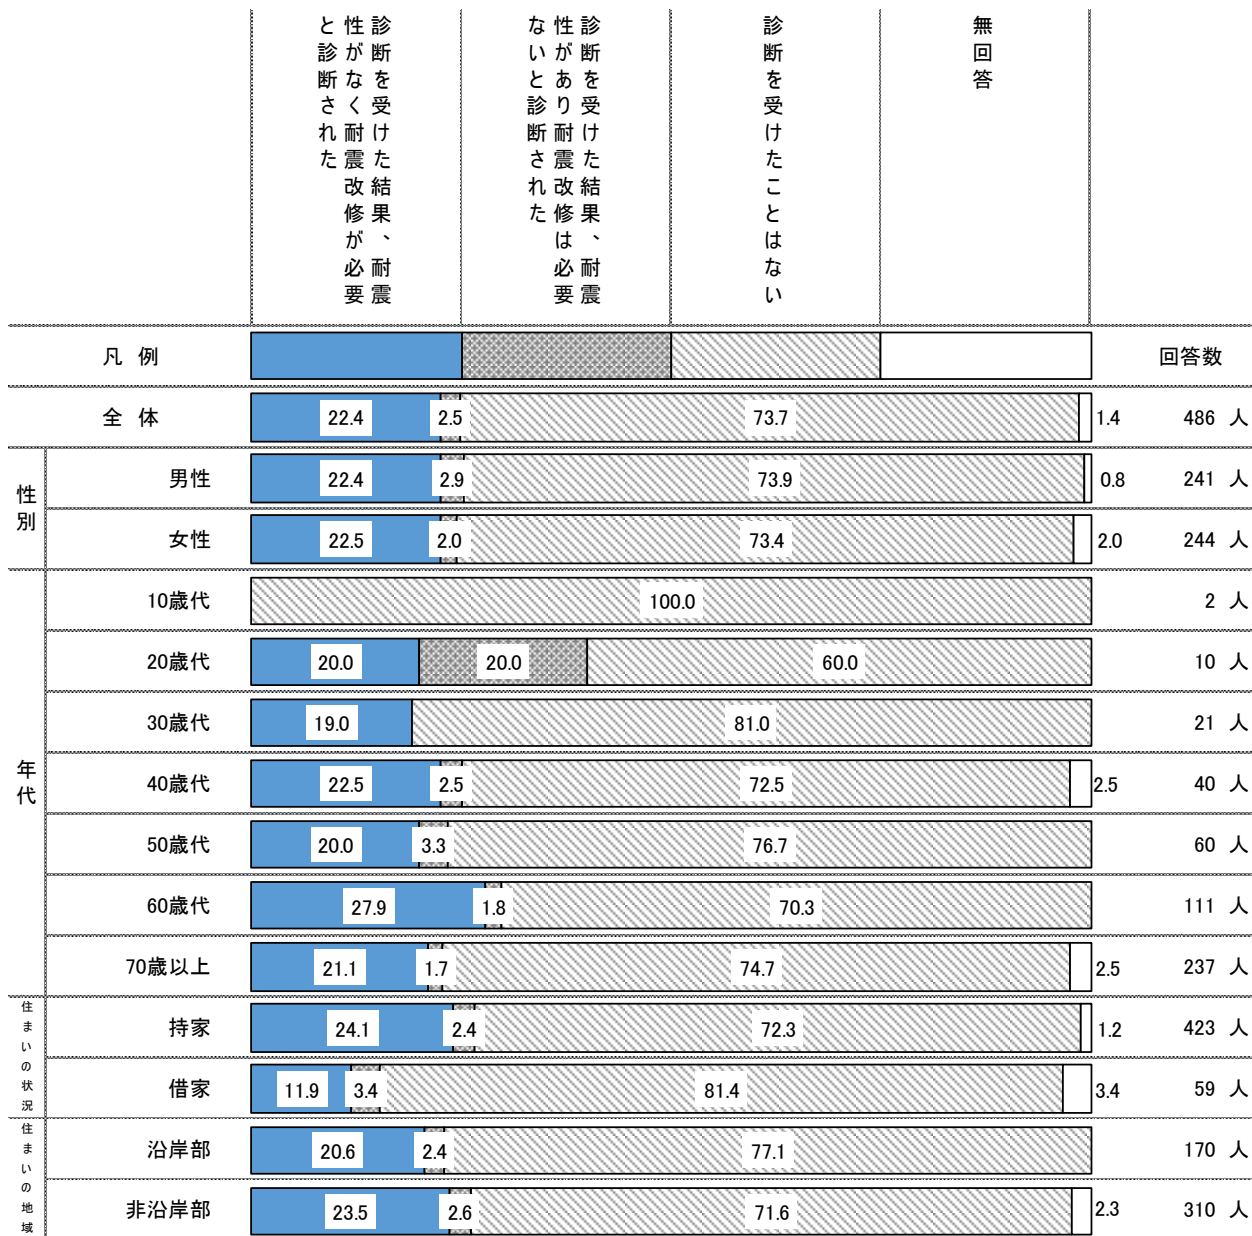 診断を受けた結果、耐震
性がなく耐震改修が必要
と診断された
診断を受けた結果、耐震
性があり耐震改修は必要
ないと診断された
診断を受けたことはない
無回答
凡 例 回答数
全 体 22.4 2.5 73.7 1.4 486 人
性別
男性 22.4 2.9 73.9 0.8 241 人
女性 22.5 2.0 73.4 2.0 244 人
年代
10歳代 100.0 2 人
20歳代 20.0 20.0 60.0 10 人
30歳代 19.0 81.0 21 人
40歳代 22.5 2.5 72.5 2.5 40 人
50歳代 20.0 3.3 76.7 60 人
60歳代 27.9 1.8 70.3 111 人
70歳以上 21.1 1.7 74.7 2.5 237 人
住まいの状況
持家 24.1 2.4 72.3 1.2 423 人
借家 11.9 3.4 81.4 3.4 59 人
住まいの地域
沿岸部 20.6 2.4 77.1 170 人
非沿岸部 23.5 2.6 71.6 2.3 310 人